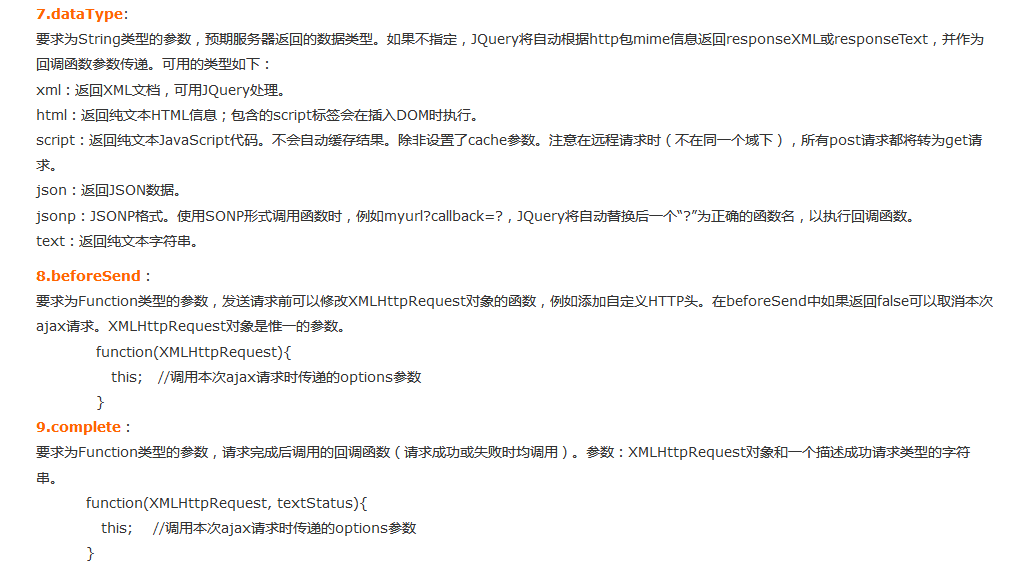 7.dataType:
要求为String类型的参数，预期服务器返回的数据类型。如果不指定，JQuery将自动根据http包mime信息返回responseXML或responseText，并作为
回调函数参数传递。可用的类型如下：
xml：返回XML文档，可用JQuery处理。
html：返回纯文本HTML信息；包含的script标签会在插入DOM时执行。
script：返回纯文本JavaScript代码。不会自动缓存结果。除非设置了cache参数。注意在远程请求时（不在同一个域下），所有post请求都将转为get请
求。
json：返回JSON数据。
jsonp：JSONP格式。使用SONP形式调用函数时，例如myurl?callback=?，JQuery将自动替换后一个“?”为正确的函数名，以执行回调函数。
text：返回纯文本字符串。
8.beforeSend：
要求为Function类型的参数，发送请求前可以修改XMLHttpRequest对象的函数，例如添加自定义HTTP头。在beforeSend中如果返回false可以取消本次
ajax请求。XMLHttpRequest对象是惟一的参数。
function(XMLHttpRequest){
this;   //调用本次ajax请求时传递的options参数
}
9.complete：
要求为Function类型的参数，请求完成后调用的回调函数（请求成功或失败时均调用）。参数：XMLHttpRequest对象和一个描述成功请求类型的字符
串。
function(XMLHttpRequest, textStatus){
this;    //调用本次ajax请求时传递的options参数
}